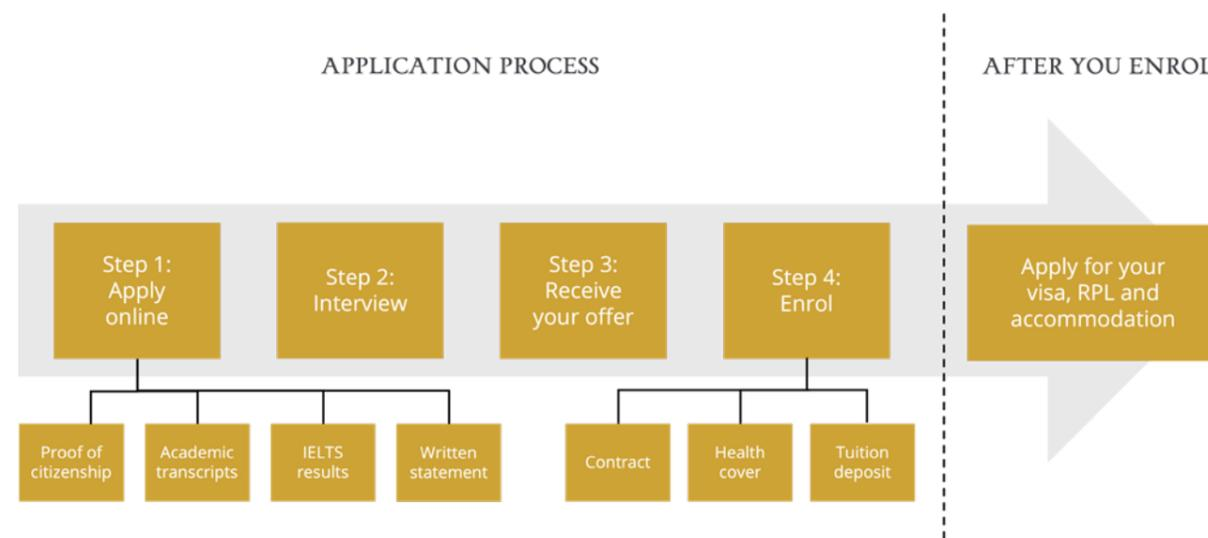 APPLICATION PROCESS
AFTER YOU ENROL
Step 1:
Apply
online
Step 2:
Interview
Step 3:
Receive
your offer
Step 4:
Enrol
Apply for your
visa, RPL and
accommodation
Proof of
citizenship
Academic
transcripts
IELTS
results
Written
statement
Contract
Health
cover
Tuition
deposit